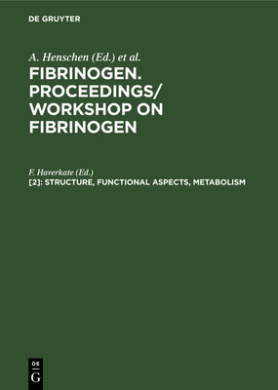 DE GRUYTER
A. Henschen (Ed.) et al.
FIBRINOGEN.
PROCEEDINGS/
WORKSHOP ON
FIBRINOGEN
F. Haverkate (Ed.)
[2]: STRUCTURE, FUNCTIONAL ASPECTS, METABOLISM
DE
G